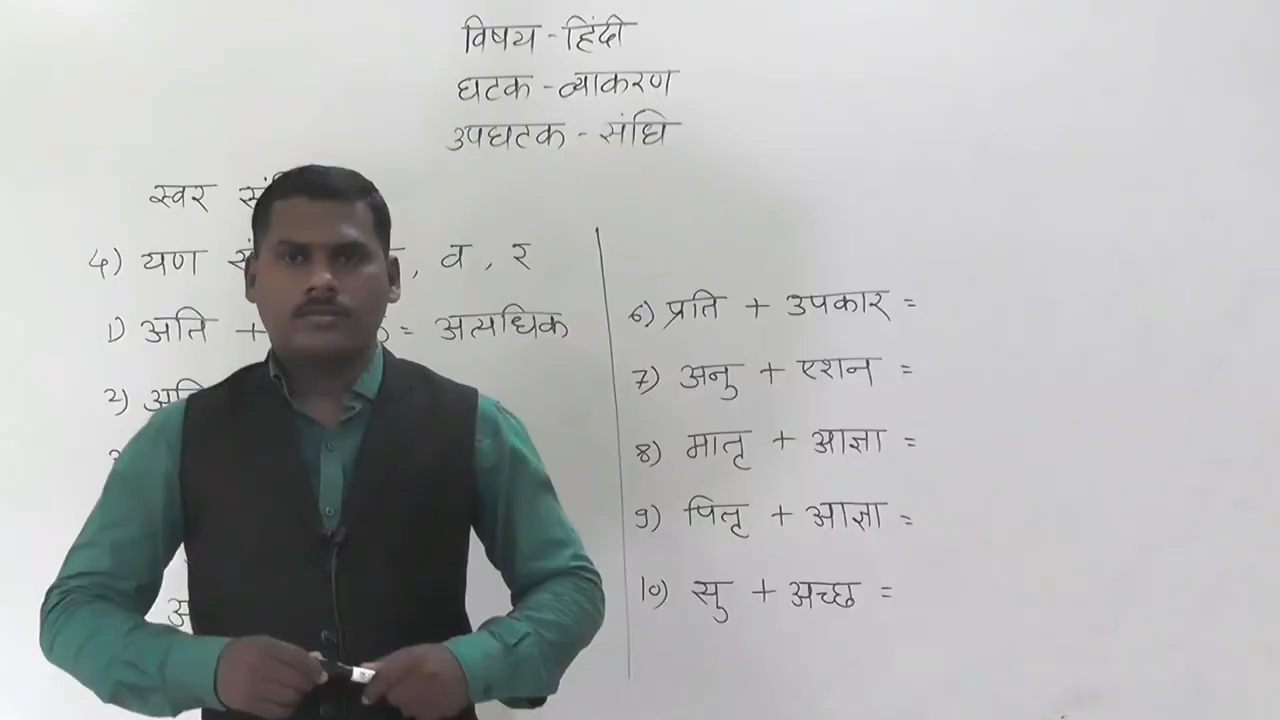 विषय - हिंदी
घटक - व्याकरण
उपघटक - संधि
स्वर
4) यण , व , र
1) अति + = अत्यधिक
2)
6) प्रति + उपकार =
7) अनु + एशन =
8) मातृ + आज्ञा =
9) पितृ + आज्ञा =
10) सु + अच्छ =